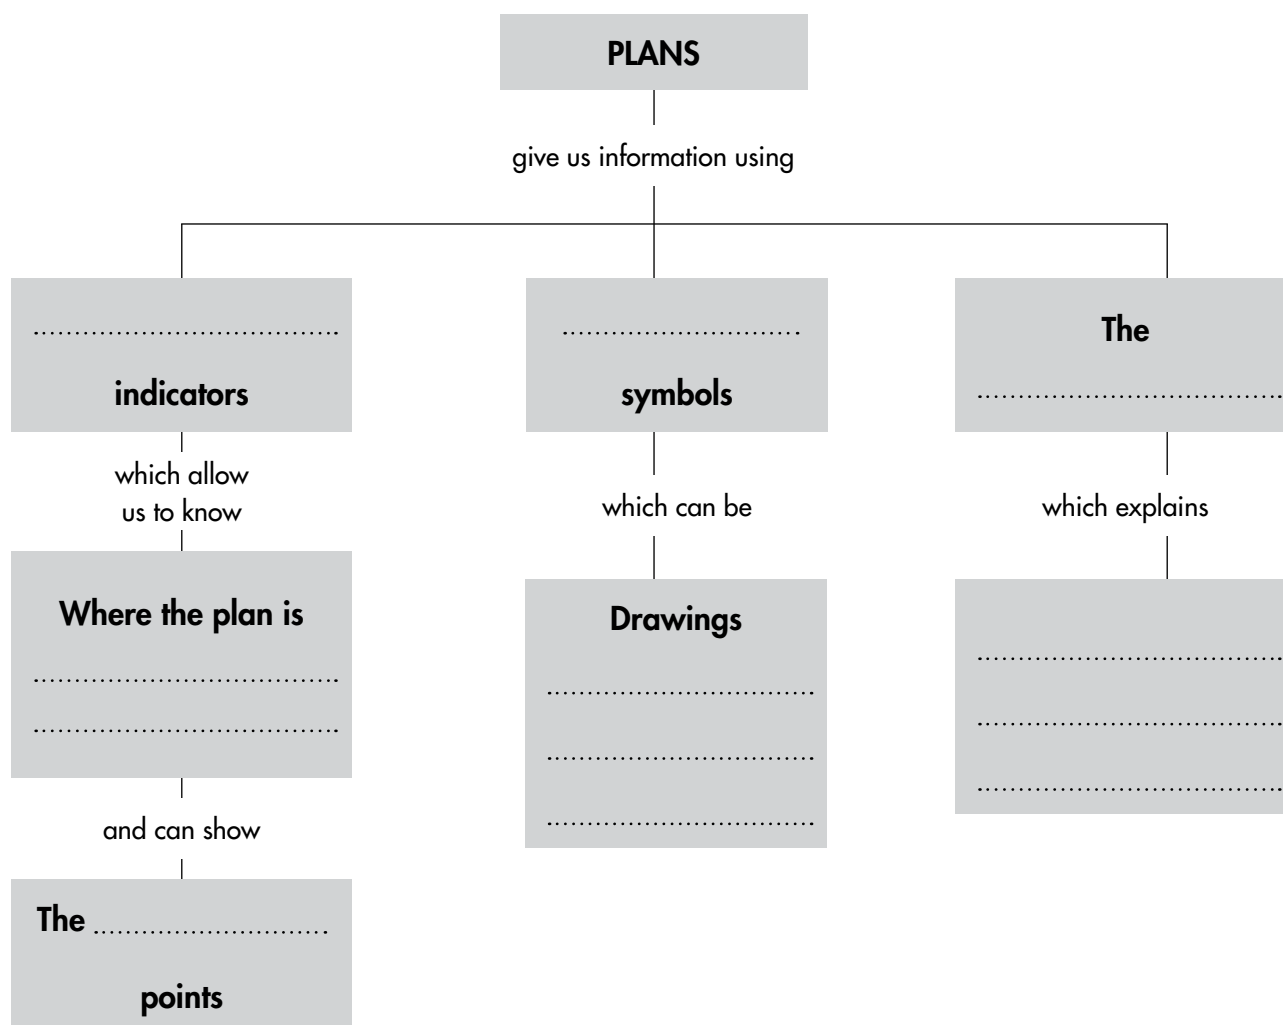 PLANS
give us information using
....................................
indicators
............................
symbols
The
....................................
which allow
us to know
which can be
which explains
Where the plan is
....................................
....................................
Drawings
................................
................................
................................
....................................
....................................
....................................
and can show
The ............................
points